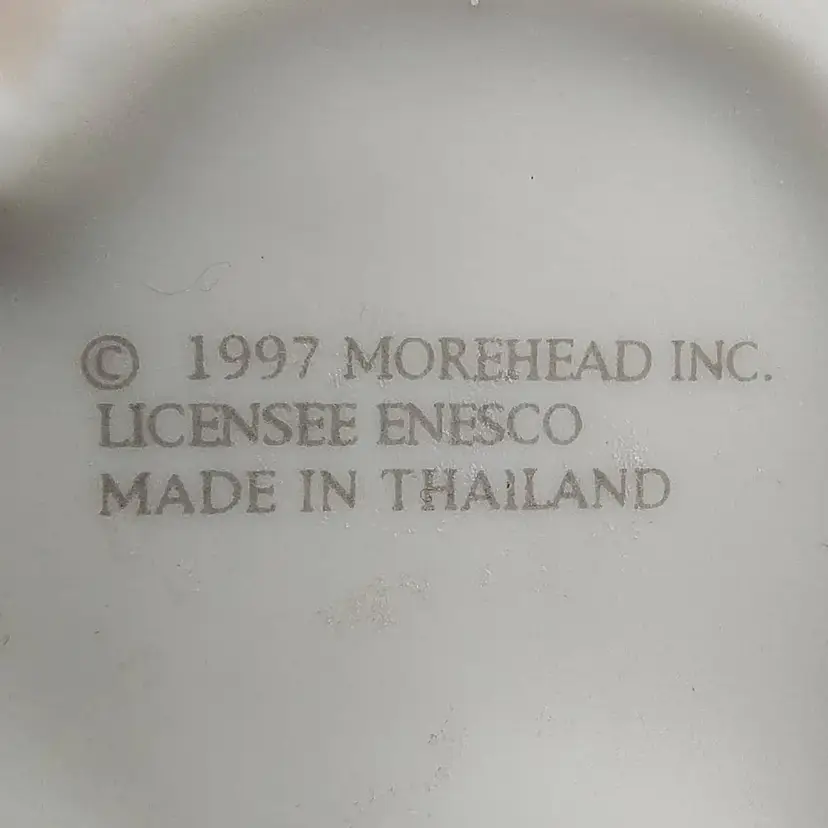 © 1997 MOREHEAD INC.
LICENSEE ENESCO
MADE IN THAILAND